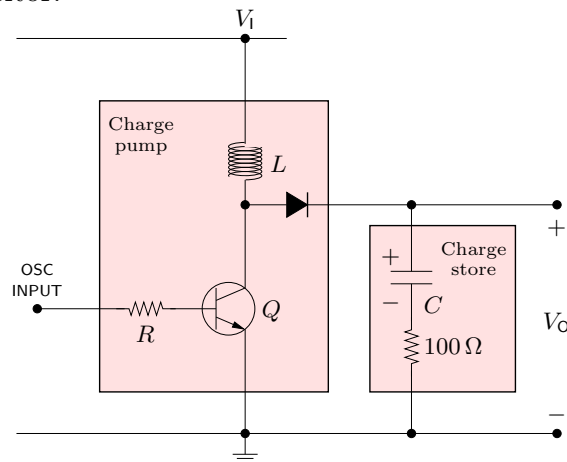 V_I
Charge
pump
L
+
Charge
store
+
OSC
INPUT
−
C
Q
V_O
R
100 Ω
−